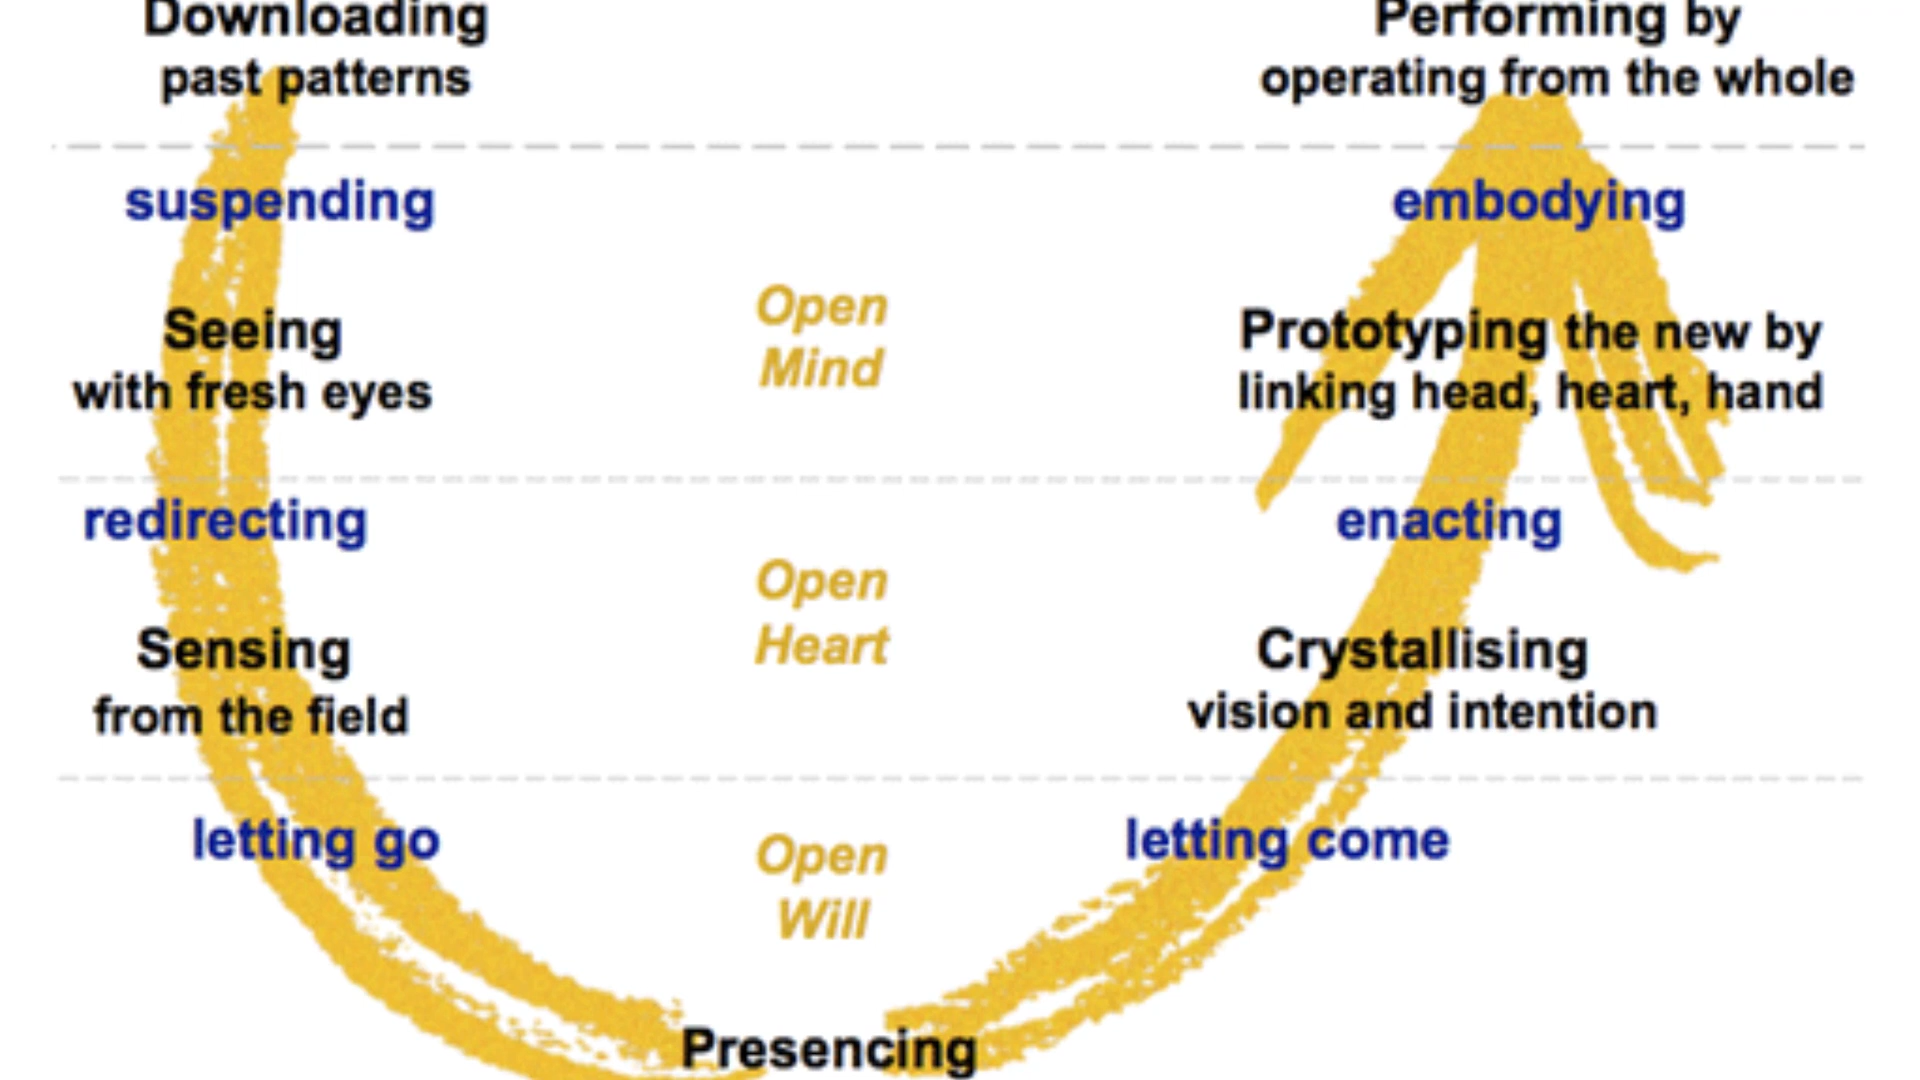 Downloading
past patterns
Performing by
operating from the whole
suspending
embodying
Seeing
with fresh eyes
Open
Mind
Prototyping the new by
linking head, heart, hand
redirecting
enacting
Open
Heart
Sensing
from the field
Crystallising
vision and intention
letting go
letting come
Open
Will
Presencing